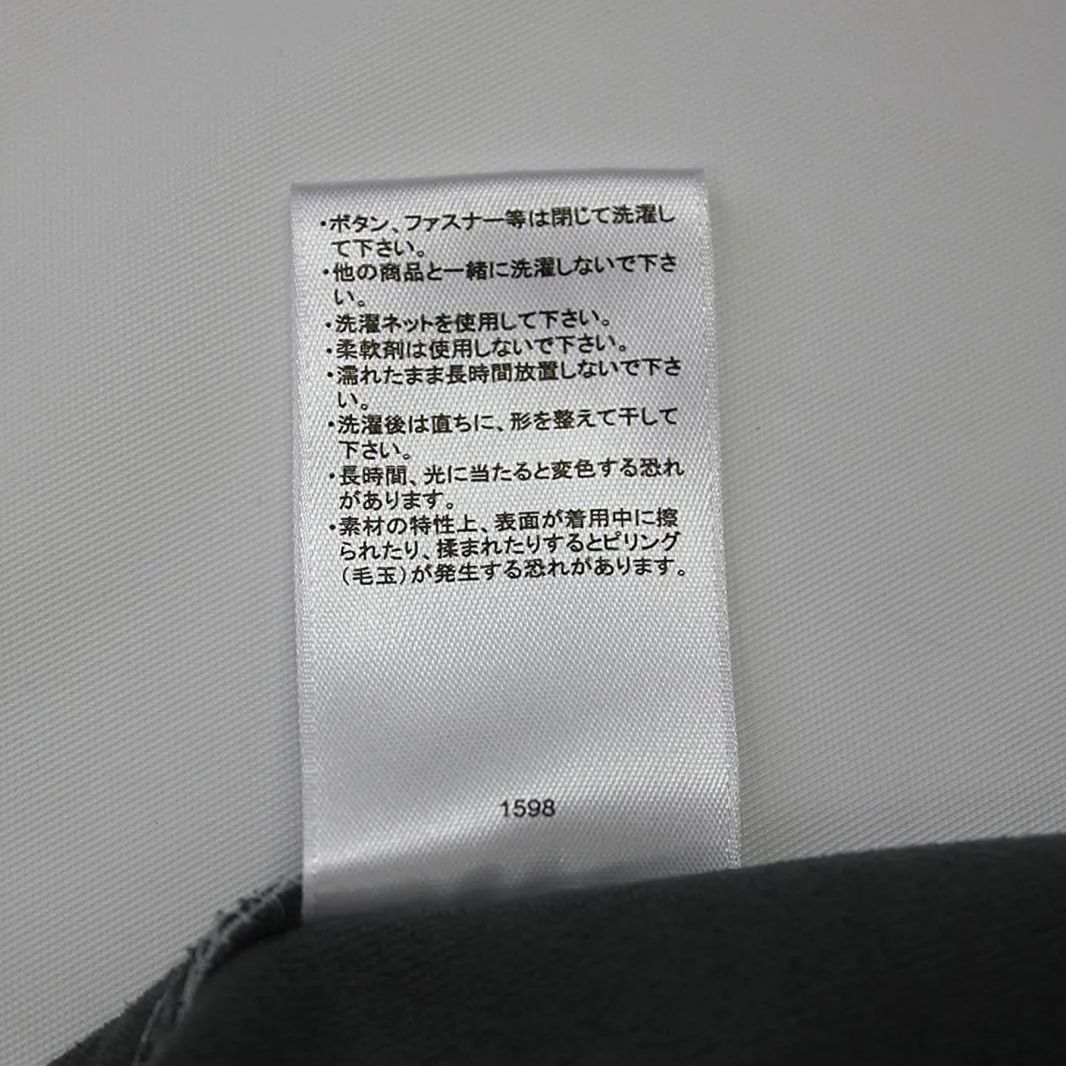 ・ボタン、ファスナー等は閉じて洗濯し
て下さい。
・他の商品と一緒に洗濯しないで下さ
い。
・洗濯ネットを使用して下さい。
・柔軟剤は使用しないで下さい。
・濡れたまま長時間放置しないで下さ
い。
・洗濯後は直ちに、形を整えて干して
下さい。
・長時間、光に当たると変色する恐れ
があります。
・素材の特性上、表面が着用中に擦
られたり、揉まれたりするとピリング
（毛玉）が発生する恐れがあります。
1598